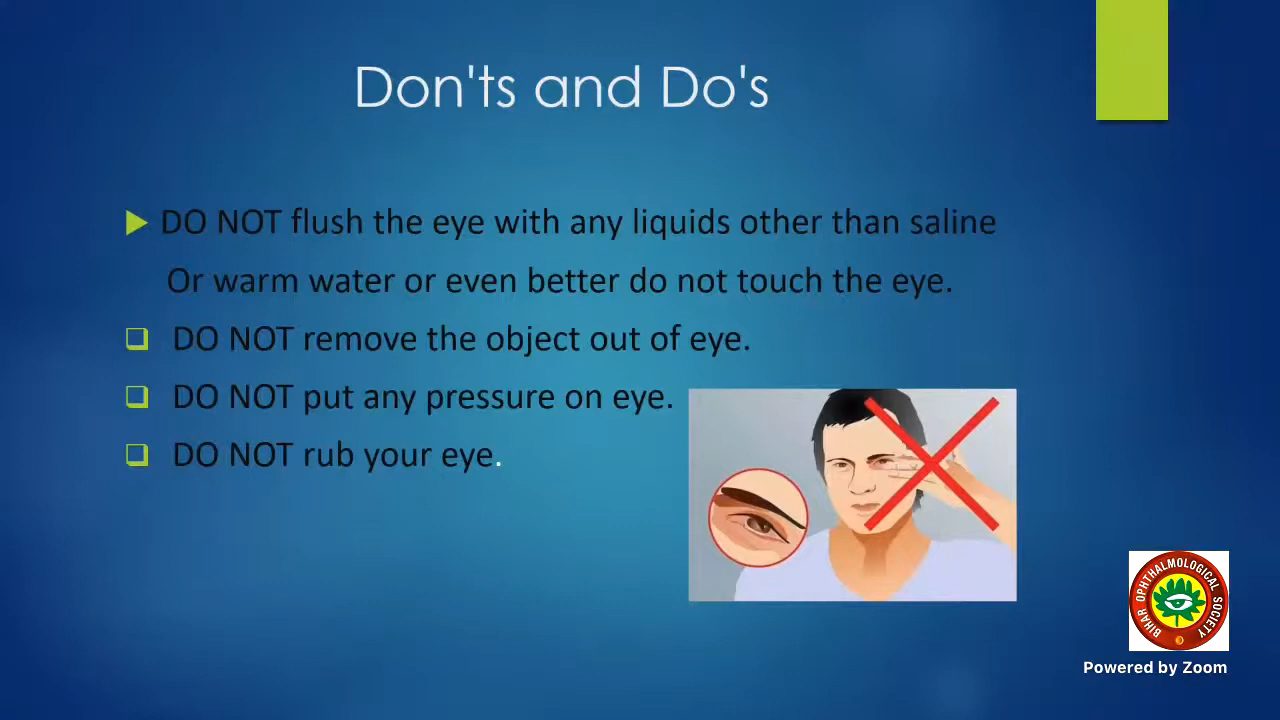 Don'ts and Do's
DO NOT flush the eye with any liquids other than saline
Or warm water or even better do not touch the eye.
DO NOT remove the object out of eye.
DO NOT put any pressure on eye.
DO NOT rub your eye.
BIHAR OPHTHALMOLOGICAL SOCIETY
Powered by Zoom